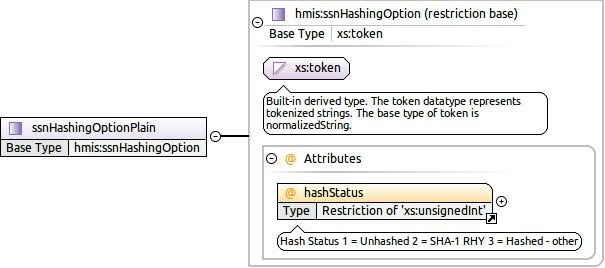 hmis:ssnHashingOption (restriction base)
Base Type xs:token
xs:token
Built-in derived type. The token datatype represents
tokenized strings. The base type of token is
normalizedString.
ssnHashingOptionPlain
Base Type hmis:ssnHashingOption
@ Attributes
@ hashStatus
Type Restriction of 'xs:unsignedInt'
Hash Status 1 = Unhashed 2 = SHA-1 RHY 3 = Hashed - other